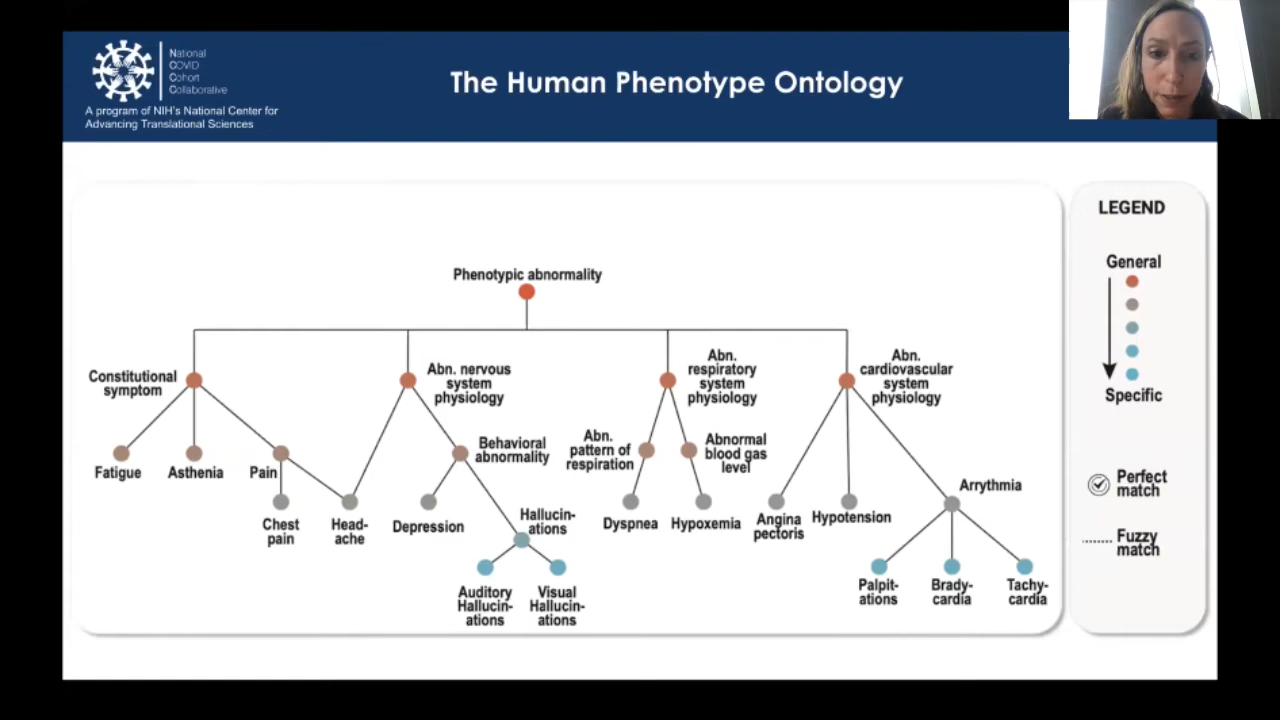 National
COVID
Cohort
Collaborative
A program of NIH's National Center for
Advancing Translational Sciences
The Human Phenotype Ontology
Phenotypic abnormality
Constitutional
symptom
Abn. nervous
system
physiology
Abn.
respiratory
system
physiology
Abn.
cardiovascular
system
physiology
Fatigue
Asthenia
Pain
Behavioral
abnormality
Abn.
pattern of
respiration
Abnormal
blood gas
level
Arrythmia
Chest
pain
Head-
ache
Depression
Hallucin-
ations
Dyspnea
Hypoxemia
Angina
pectoris
Hypotension
Auditory
Hallucin-
ations
Visual
Hallucin-
ations
Palpit-
ations
Brady-
cardia
Tachy-
cardia
LEGEND
General
Specific
Perfect
match
Fuzzy
match